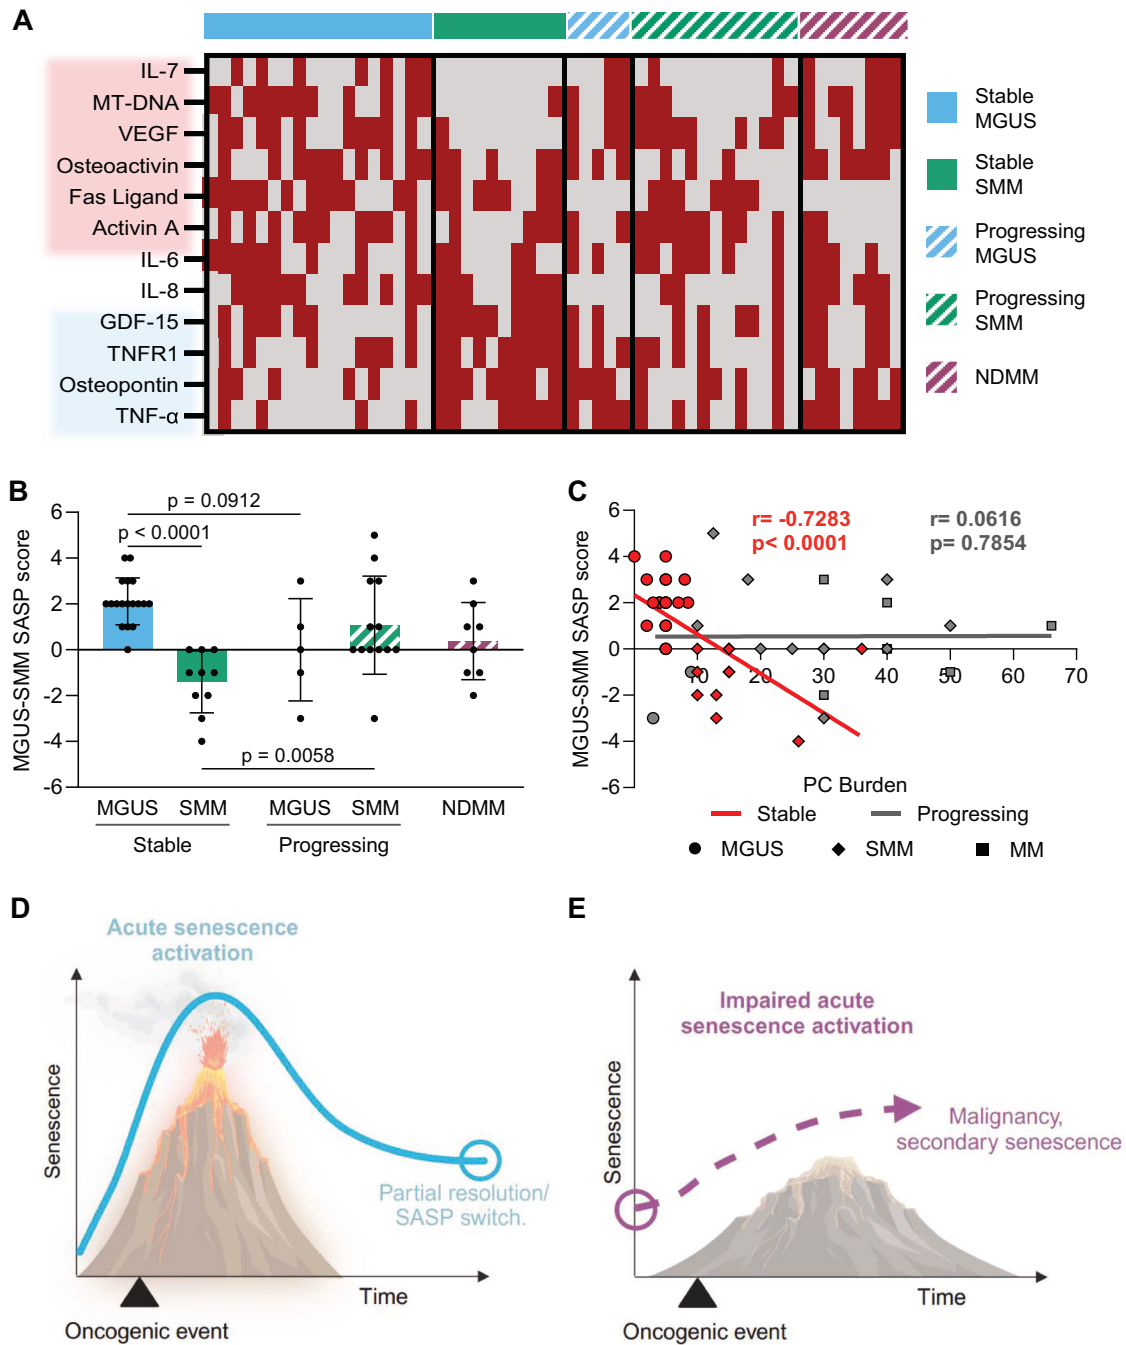 A
IL-7
MT-DNA
VEGF
Osteoactivin
Fas Ligand
Activin A
IL-6
IL-8
GDF-15
TNFR1
Osteopontin
TNF-α
Stable
MGUS
Stable
SMM
Progressing
MGUS
Progressing
SMM
NDMM
B
MGUS-SMM SASP score
6
4
2
0
-2
-4
-6
p = 0.0912
p < 0.0001
p = 0.0058
MGUS SMM MGUS SMM NDMM
Stable Progressing
C
MGUS-SMM SASP score
6
4
2
0
-2
-4
-6
r= -0.7283
p< 0.0001
r= 0.0616
p= 0.7854
10 20 30 40 50 60 70
PC Burden
Stable Progressing
MGUS SMM MM
D
Acute senescence
activation
Senescence
Partial resolution/
SASP switch.
Time
Oncogenic event
E
Impaired acute
senescence activation
Senescence
Malignancy,
secondary senescence
Time
Oncogenic event